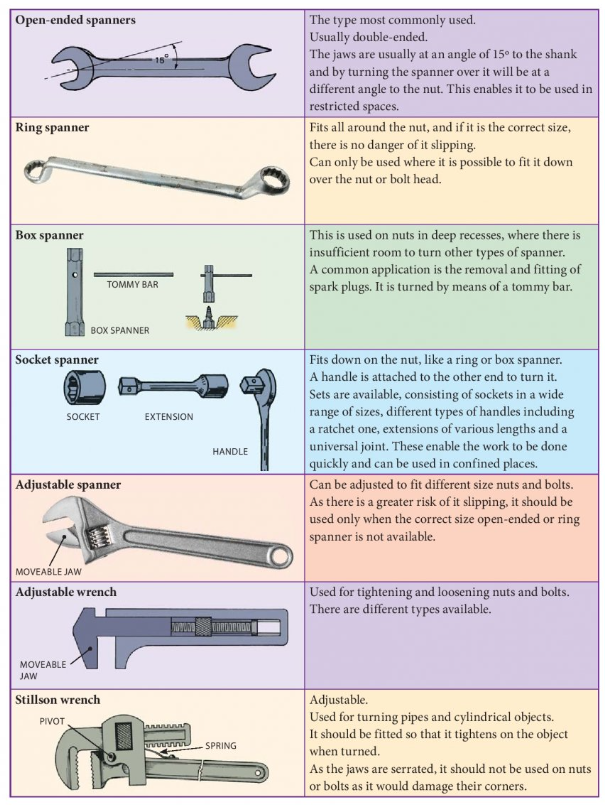 Open-ended spanners
15°
The type most commonly used.
Usually double-ended.
The jaws are usually at an angle of 15º to the shank
and by turning the spanner over it will be at a
different angle to the nut. This enables it to be used in
restricted spaces.
Ring spanner
Fits all around the nut, and if it is the correct size,
there is no danger of it slipping.
Can only be used where it is possible to fit it down
over the nut or bolt head.
Box spanner
TOMMY BAR
BOX SPANNER
This is used on nuts in deep recesses, where there is
insufficient room to turn other types of spanner.
A common application is the removal and fitting of
spark plugs. It is turned by means of a tommy bar.
Socket spanner
SOCKET
EXTENSION
HANDLE
Fits down on the nut, like a ring or box spanner.
A handle is attached to the other end to turn it.
Sets are available, consisting of sockets in a wide
range of sizes, different types of handles including
a ratchet one, extensions of various lengths and a
universal joint. These enable the work to be done
quickly and can be used in confined places.
Adjustable spanner
MOVEABLE JAW
Can be adjusted to fit different size nuts and bolts.
As there is a greater risk of it slipping, it should be
used only when the correct size open-ended or ring
spanner is not available.
Adjustable wrench
MOVEABLE
JAW
Used for tightening and loosening nuts and bolts.
There are different types available.
Stillson wrench
PIVOT
SPRING
Adjustable.
Used for turning pipes and cylindrical objects.
It should be fitted so that it tightens on the object
when turned.
As the jaws are serrated, it should not be used on nuts
or bolts as it would damage their corners.